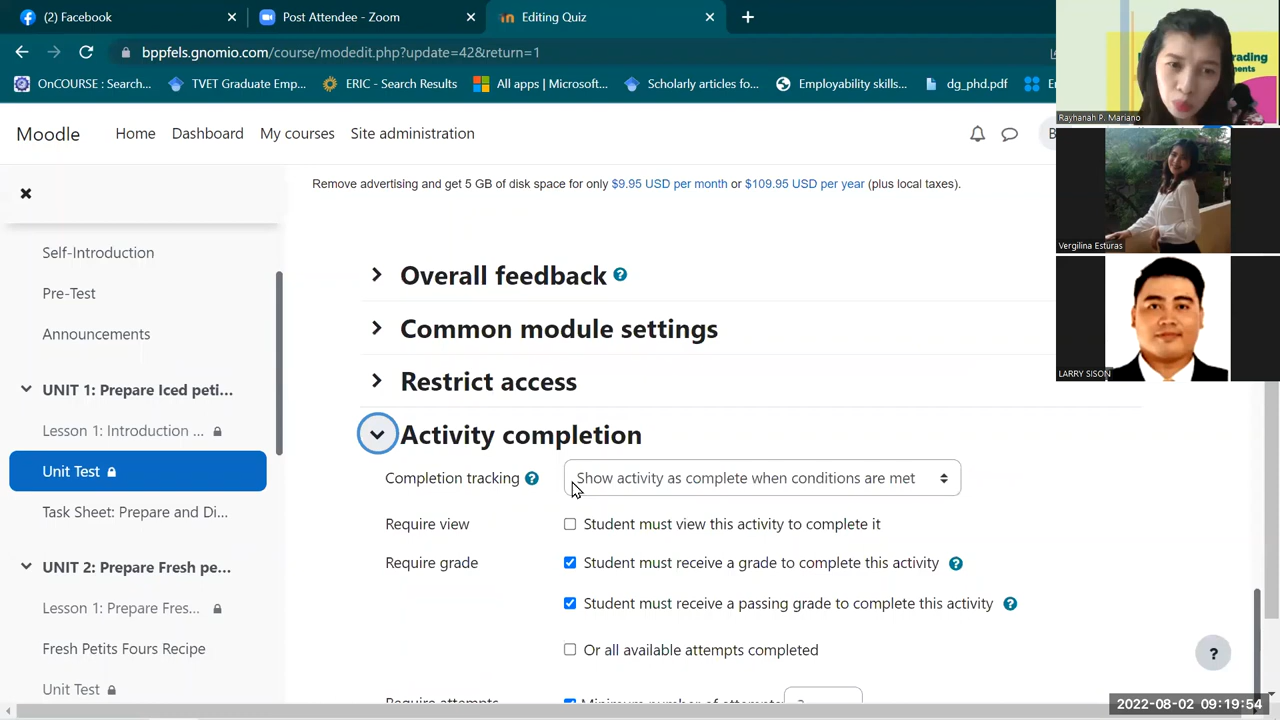 (2) Facebook
Post Attendee - Zoom
Editing Quiz
bppfels.gnomio.com/course/modedit.php?update=42&return=1
OnCOURSE : Search...
TVET Graduate Emp...
ERIC - Search Results
All apps | Microsoft...
Scholarly articles fo...
Employability skills...
dg_phd.pdf
Moodle
Home
Dashboard
My courses
Site administration
Remove advertising and get 5 GB of disk space for only $9.95 USD per month or $109.95 USD per year (plus local taxes).
Self-Introduction
Pre-Test
Announcements
UNIT 1: Prepare Iced peti...
Lesson 1: Introduction ...
Unit Test
Task Sheet: Prepare and Di...
UNIT 2: Prepare Fresh pe...
Lesson 1: Prepare Fres...
Fresh Petits Fours Recipe
Unit Test
Overall feedback
Common module settings
Restrict access
Activity completion
Completion tracking
Show activity as complete when conditions are met
Require view
Student must view this activity to complete it
Require grade
Student must receive a grade to complete this activity
Student must receive a passing grade to complete this activity
Or all available attempts completed
Require attempts
Minimum number of attempts:
Rayhanah P. Mariano
Vergilina Esturas
LARRY SISON
2022-08-02 09:19:54